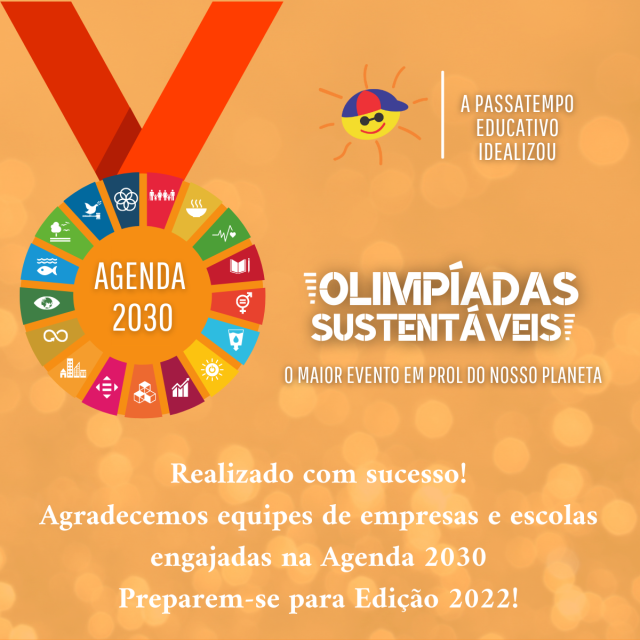 A PASSATEMPO
EDUCATIVO
IDEALIZOU
AGENDA
2030
OLIMPÍADAS
SUSTENTÁVEIS
O MAIOR EVENTO EM PROL DO NOSSO PLANETA
Realizado com sucesso!
Agradecemos equipes de empresas e escolas
engajadas na Agenda 2030
Preparem-se para Edição 2022!